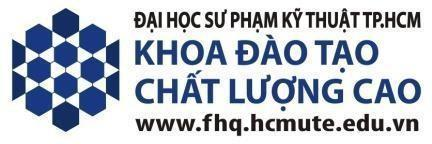 ĐẠI HỌC SƯ PHẠM KỸ THUẬT TP.HCM
KHOA ĐÀO TẠO
CHẤT LƯỢNG CAO
www.fhq.hcmute.edu.vn